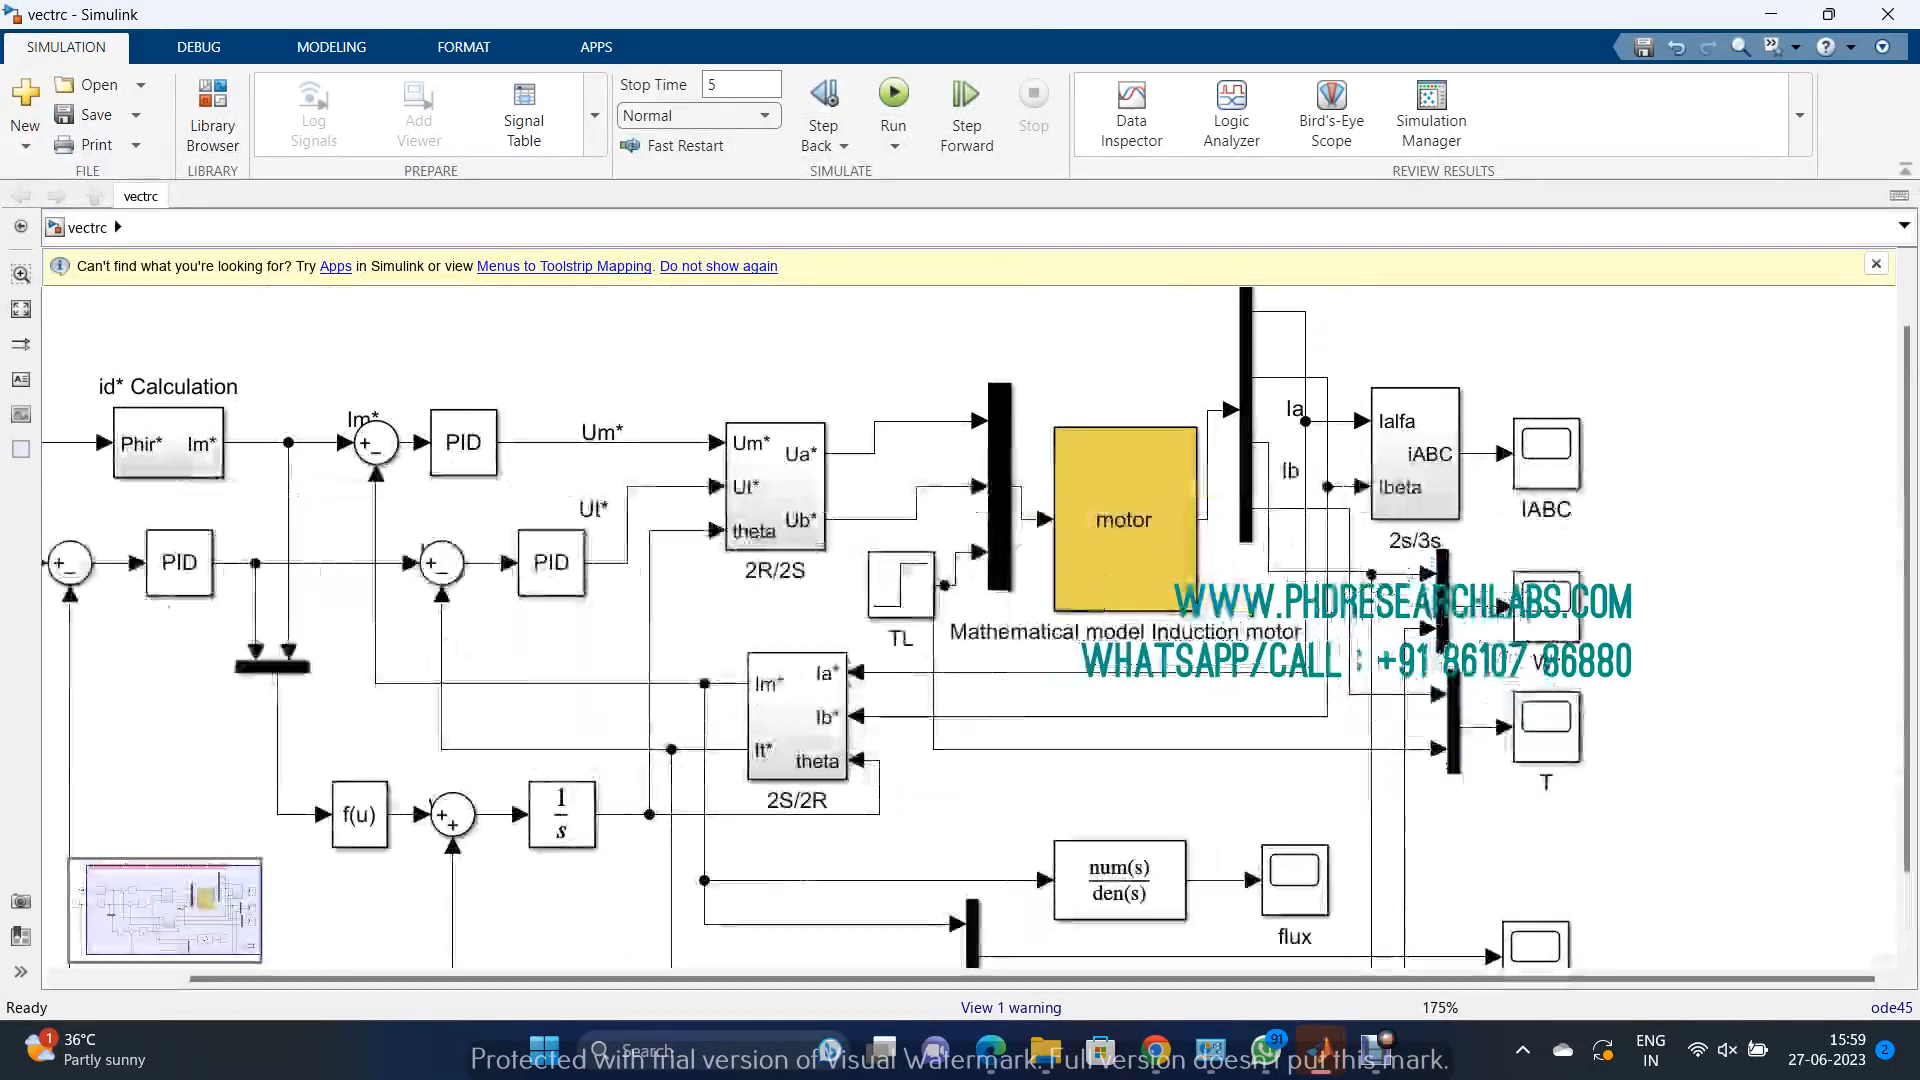 vectrc - Simulink
SIMULATION DEBUG MODELING FORMAT APPS
New
Open
Save
Print
FILE
Library Browser
LIBRARY
Log Signals
Add Viewer
Signal Table
PREPARE
Stop Time 5
Normal
Fast Restart
Step Back
Run
Step Forward
Stop
SIMULATE
Data Inspector
Logic Analyzer
Bird's-Eye Scope
Simulation Manager
REVIEW RESULTS
vectrc
vectrc
Can't find what you're looking for? Try Apps in Simulink or view Menus to Toolstrip Mapping. Do not show again
id* Calculation
Phir* Im*
Im*
PID
Um*
Um* Ua*
Ut*
Ub*
theta
2R/2S
Ut*
PID
PID
TL
motor
Mathematical model Induction motor
Ia
Ib
Ialfa
iABC
Ibeta
2s/3s
IABC
WWW.PHDRESEARCHLABS.COM
WHATSAPP/CALL : +91 86107 86880
Im* Ia*
Ib*
It*
theta
2S/2R
T
f(u)
1
s
num(s)
den(s)
flux
Ready
View 1 warning
175%
ode45
1
36°C
Partly sunny
Search
91
ENG
IN
15:59
27-06-2023
2
Protected with trial version of Visual Watermark. Full version doesn't put this mark.